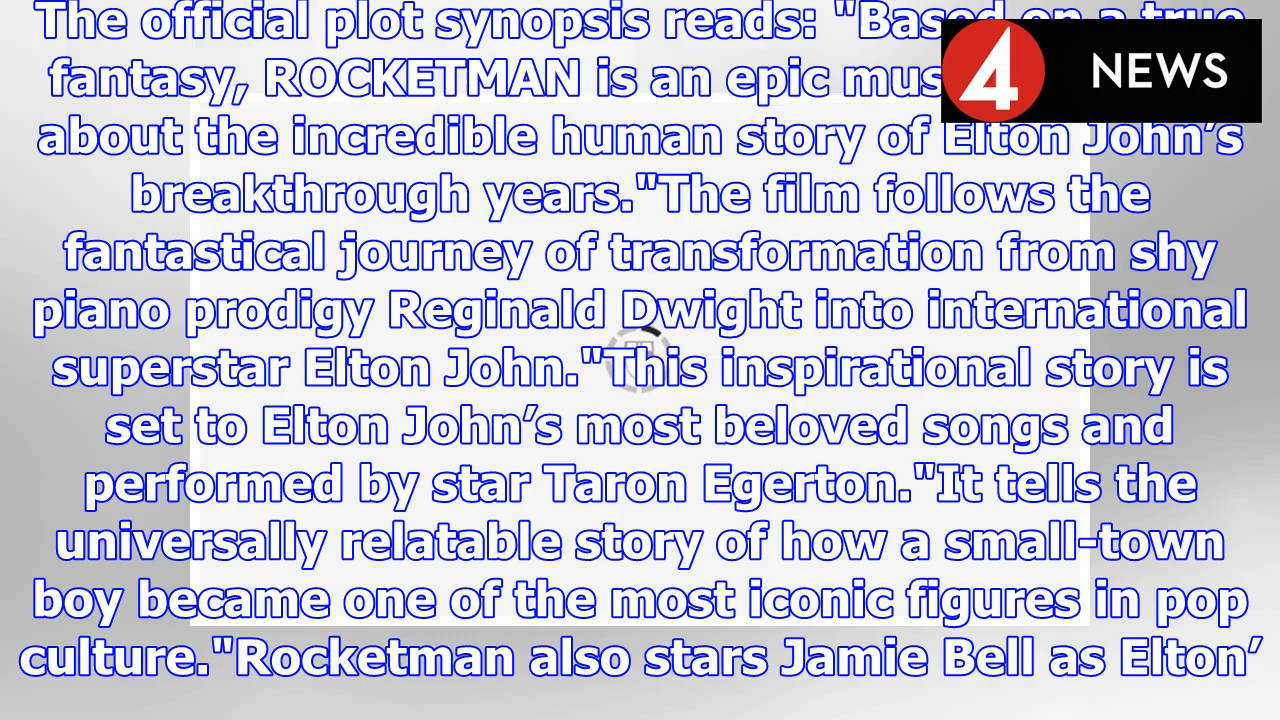 The official plot synopsis reads: "Based on a true
fantasy, ROCKETMAN is an epic mus
about the incredible human story of Elton John’s
breakthrough years."The film follows the
fantastical journey of transformation from shy
piano prodigy Reginald Dwight into international
superstar Elton John."This inspirational story is
set to Elton John’s most beloved songs and
performed by star Taron Egerton."It tells the
universally relatable story of how a small-town
boy became one of the most iconic figures in pop
culture."Rocketman also stars Jamie Bell as Elton’
4 NEWS